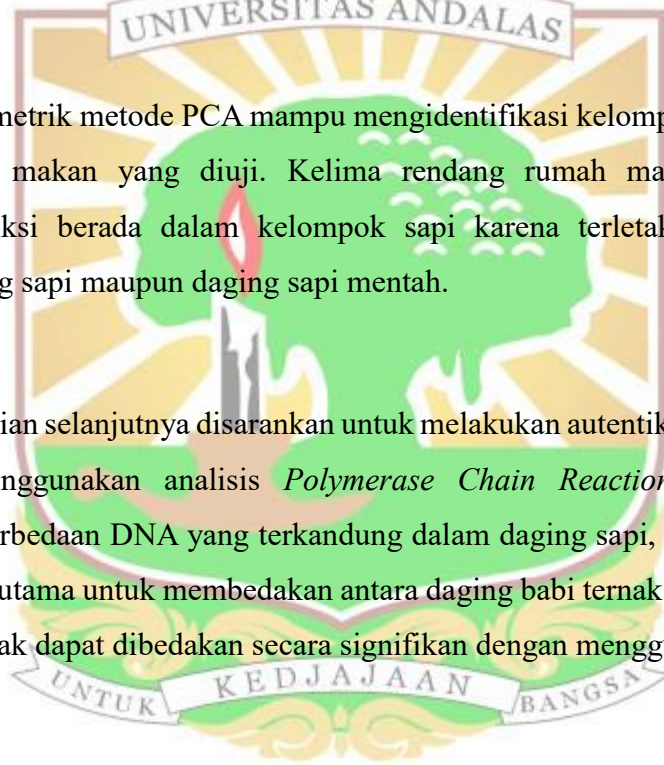 UNIVERSITAS ANDALAS
metrik metode PCA mampu mengidentifikasi kelomp
makan yang diuji. Kelima rendang rumah ma
ksi berada dalam kelompok sapi karena terletak
g sapi maupun daging sapi mentah.
ian selanjutnya disarankan untuk melakukan autentik
nggunakan analisis Polymerase Chain Reaction
rbedaan DNA yang terkandung dalam daging sapi,
utama untuk membedakan antara daging babi ternak
ak dapat dibedakan secara signifikan dengan mengg
UNTUK KEDJAJAAN BANGSA